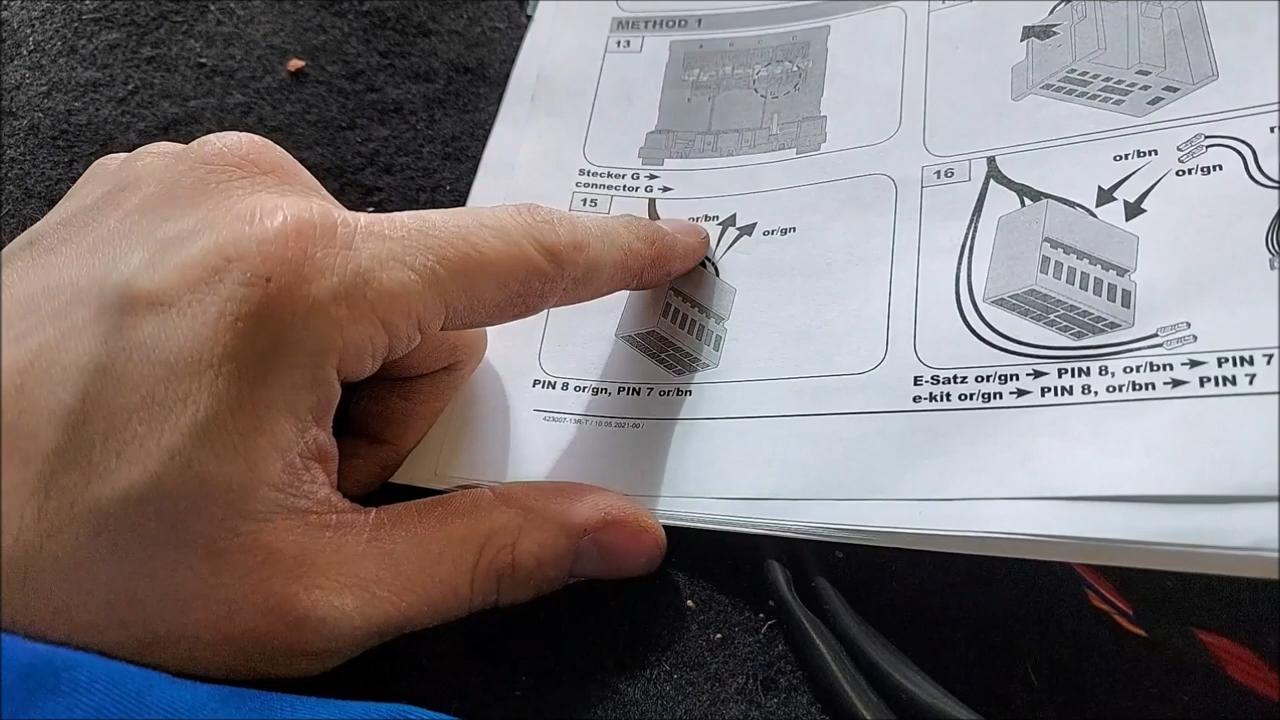 METHOD 1
13
Stecker G →
connector G →
15
or/bn
or/gn
PIN 8 or/gn, PIN 7 or/bn
423007-13R-T / 10.05.2021-00 /
16
or/bn
or/gn
E-Satz or/gn → PIN 8, or/bn → PIN 7
e-kit or/gn → PIN 8, or/bn → PIN 7